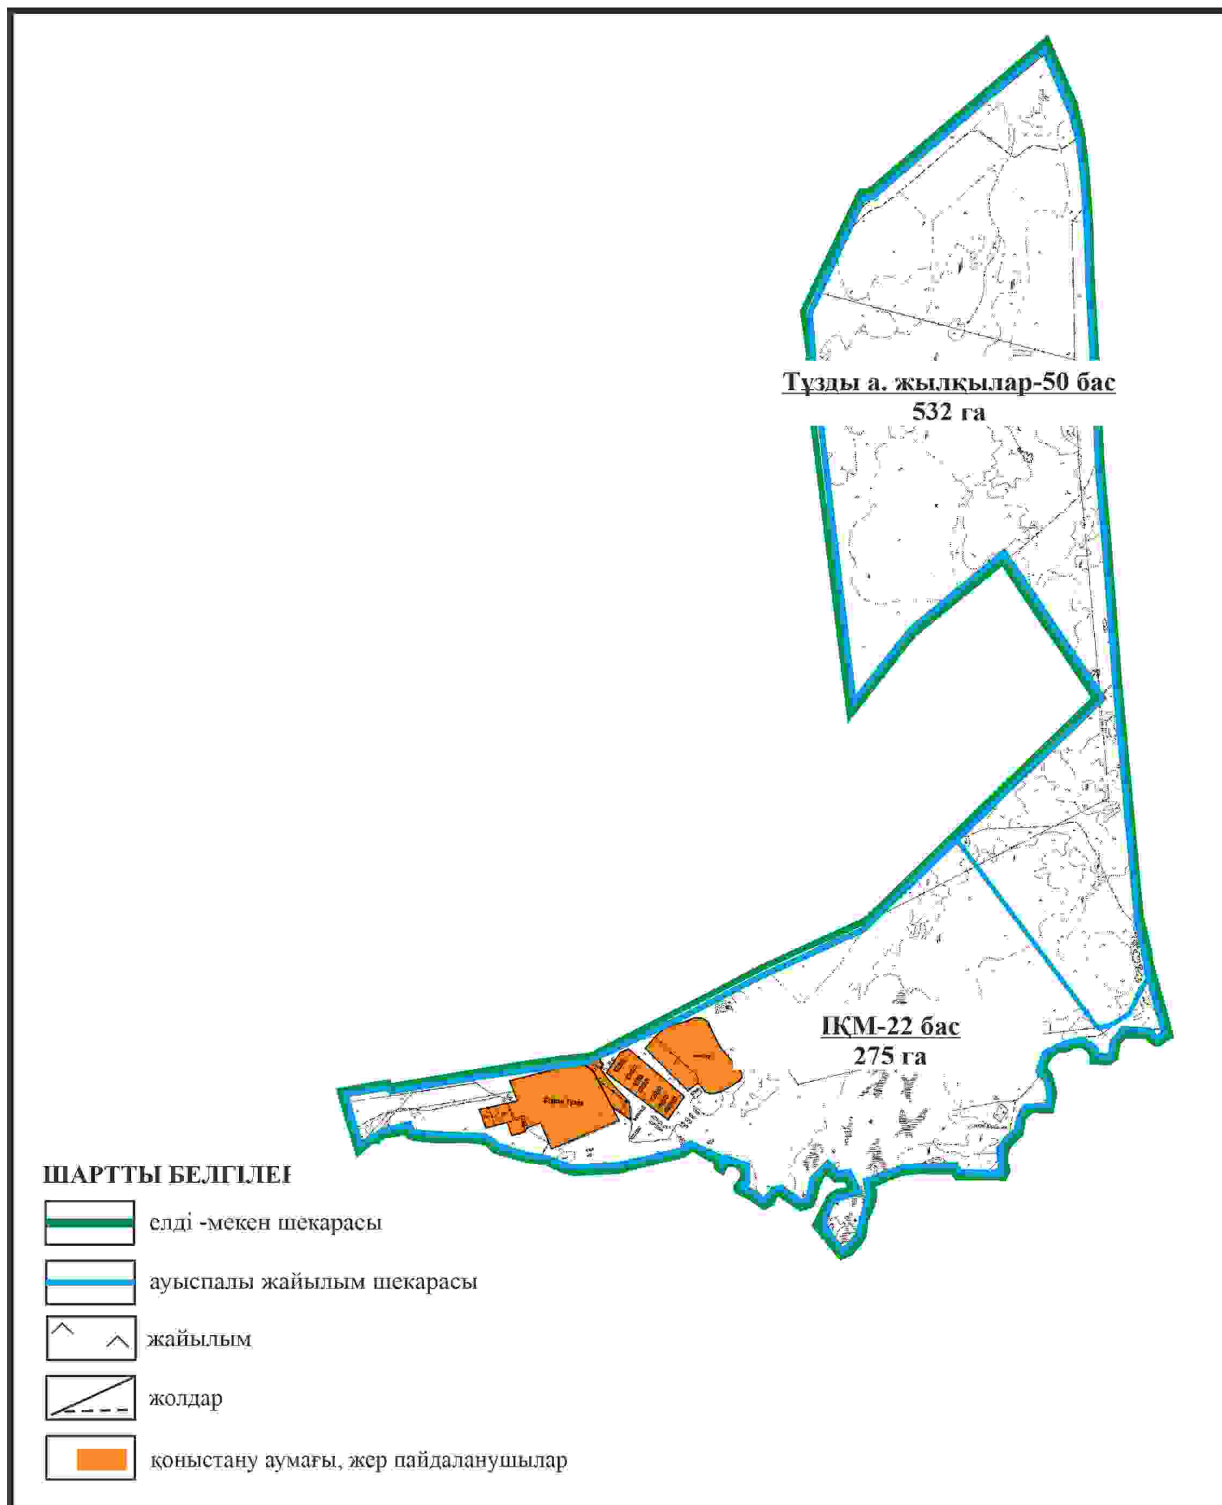 Тұзды а. жылқылар-50 бас
532 га
ІҚМ-22 бас
275 га
ШАРТТЫ БЕЛГІЛЕР
елді -мекен шекарасы
ауыспалы жайылым шекарасы
жайылым
жолдар
қоныстану аумағы, жер пайдаланушылар